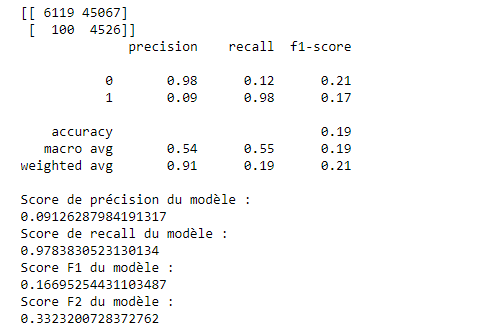 [[ 6119 45067]
[ 100 4526]]
precision recall f1-score
0 0.98 0.12 0.21
1 0.09 0.98 0.17
accuracy 0.19
macro avg 0.54 0.55 0.19
weighted avg 0.91 0.19 0.21
Score de précision du modèle :
0.09126287984191317
Score de recall du modèle :
0.9783830523130134
Score F1 du modèle :
0.16695254431103487
Score F2 du modèle :
0.3323200728372762